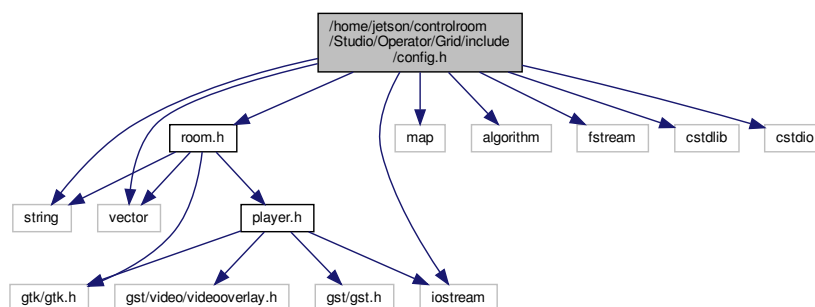 /home/jetson/controlroom
/Studio/Operator/Grid/include
/config.h
room.h
map
algorithm
fstream
cstdlib
cstdio
string
vector
player.h
gtk/gtk.h
gst/video/videooverlay.h
gst/gst.h
iostream